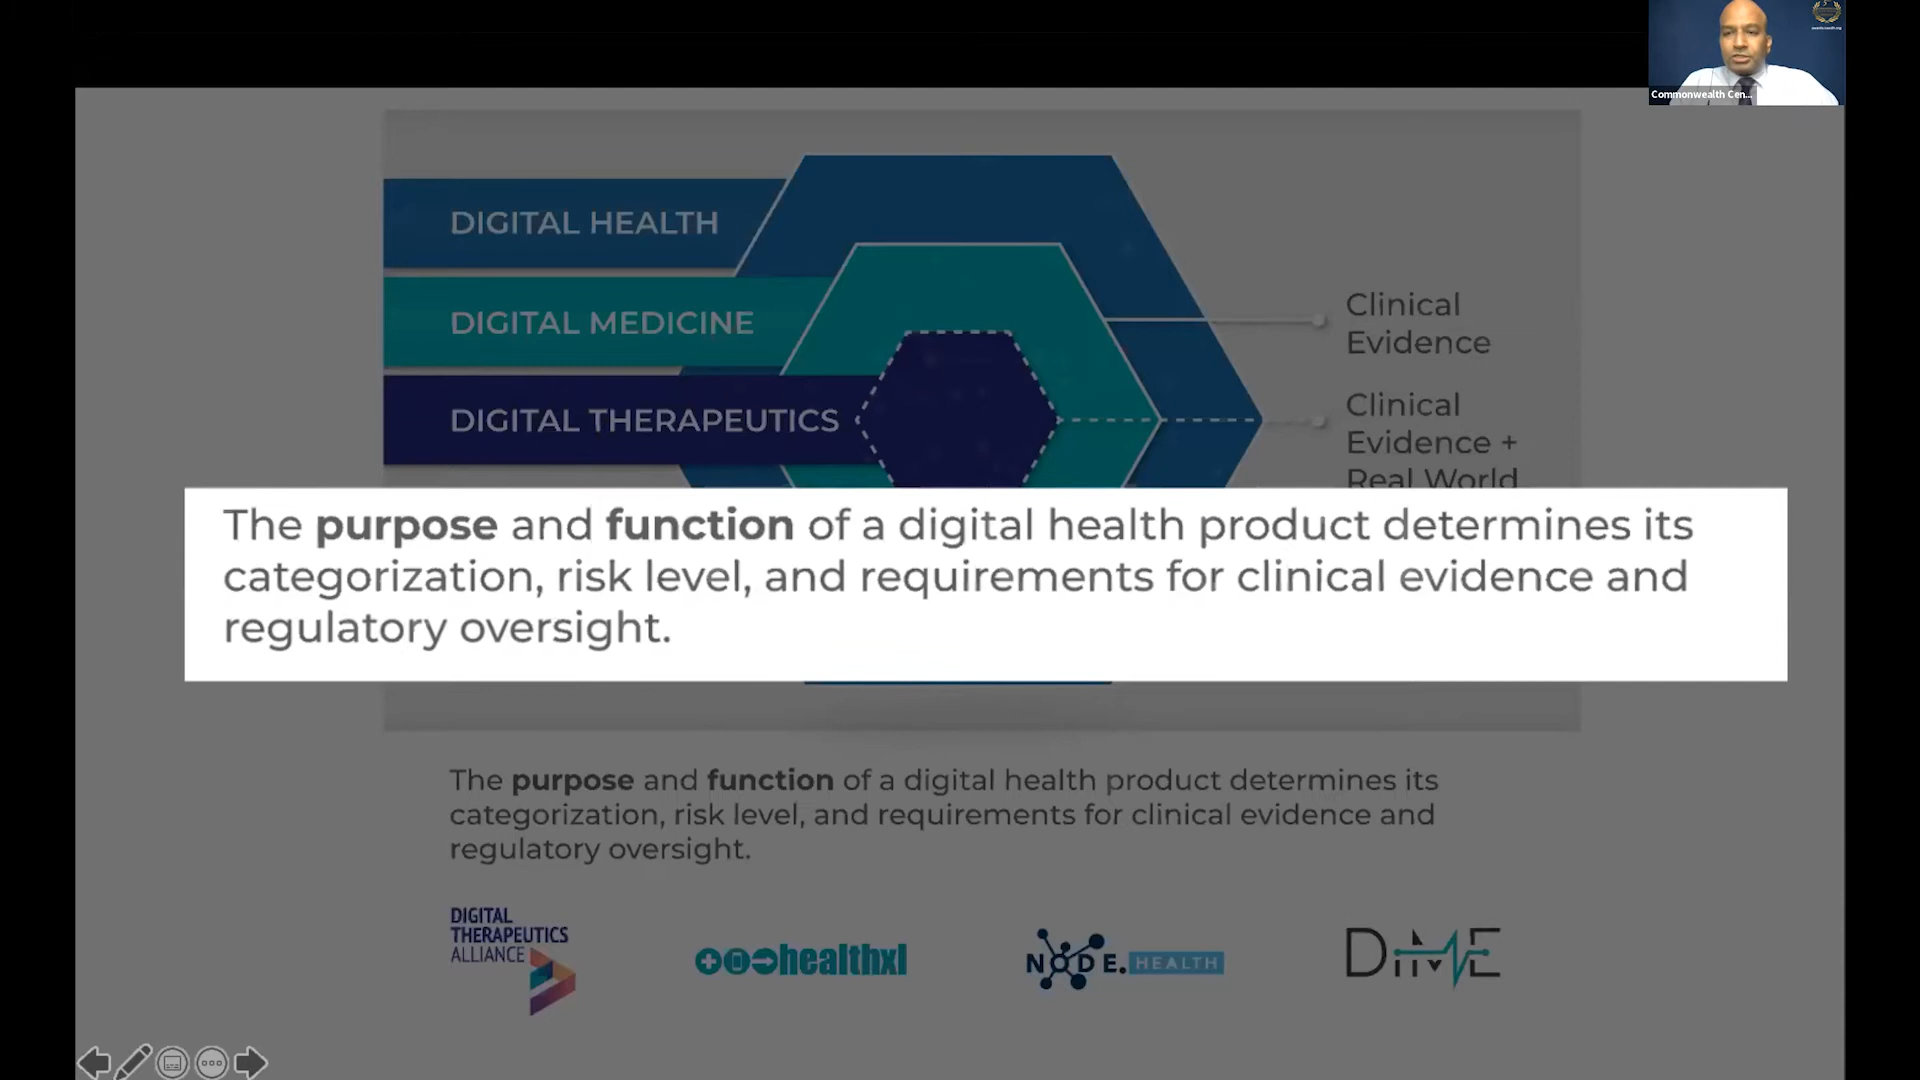 Commonwealth Cen...
DIGITAL HEALTH
DIGITAL MEDICINE
DIGITAL THERAPEUTICS
Clinical
Evidence
Clinical
Evidence +
Real World
The purpose and function of a digital health product determines its
categorization, risk level, and requirements for clinical evidence and
regulatory oversight.
The purpose and function of a digital health product determines its
categorization, risk level, and requirements for clinical evidence and
regulatory oversight.
DIGITAL
THERAPEUTICS
ALLIANCE
healthxl
NODE.HEALTH
DiME